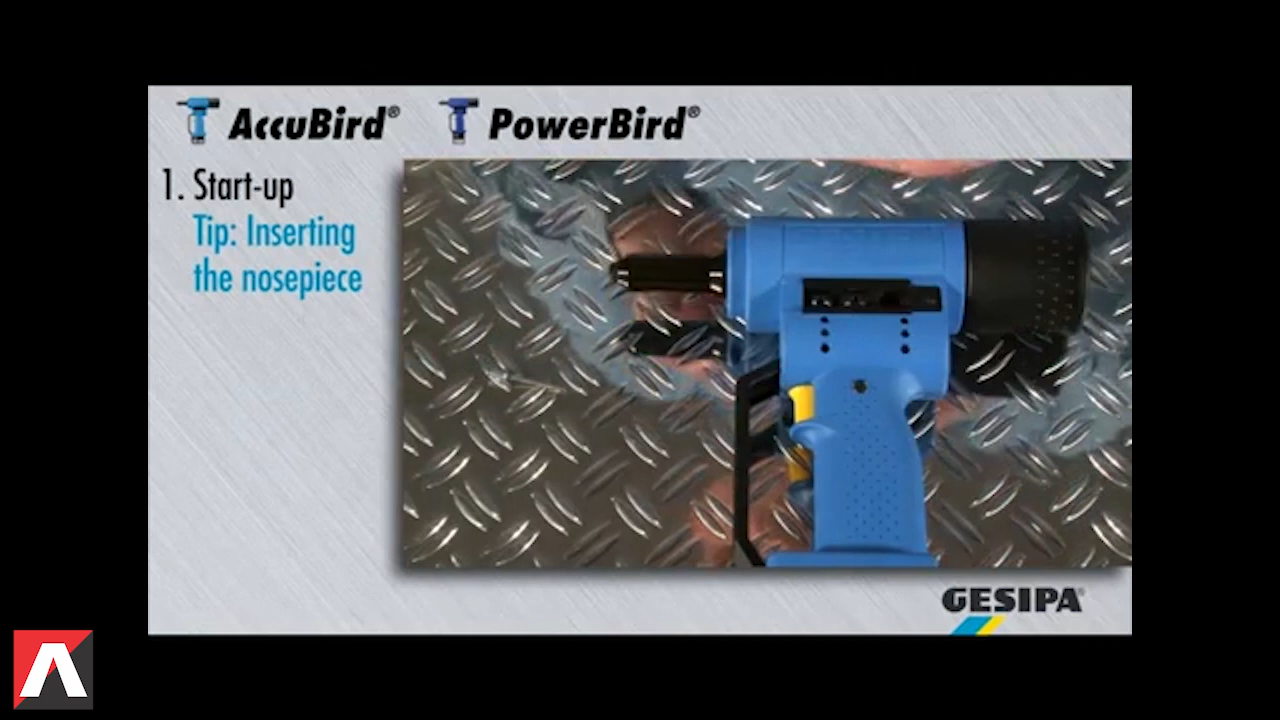 AccuBird® PowerBird®
1. Start-up
Tip: Inserting
the nosepiece
GESIPA®